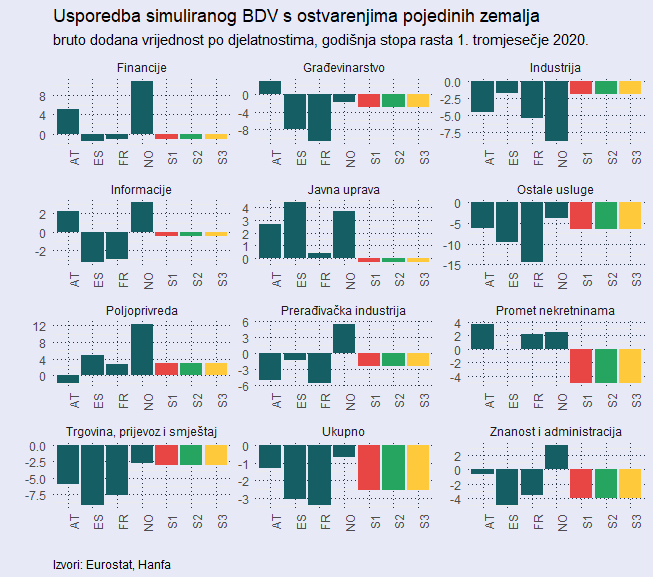 Usporedba simuliranog BDV s ostvarenjima pojedinih zemalja
bruto dodana vrijednost po djelatnostima, godišnja stopa rasta 1. tromjesečje 2020.
Financije Građevinarstvo Industrija
8 4 0
0 -4 -8
0.0 -2.5 -5.0 -7.5
AT ES FR NO S1 S2 S3 AT ES FR NO S1 S2 S3 AT ES FR NO S1 S2 S3
Informacije Javna uprava Ostale usluge
2 0 -2
4 3 2 1 0
0 -5 -10 -15
AT ES FR NO S1 S2 S3 AT ES FR NO S1 S2 S3 AT ES FR NO S1 S2 S3
Poljoprivreda Prerađivačka industrija Promet nekretninama
12 8 4 0
6 3 0 -3 -6
4 2 0 -2 -4
AT ES FR NO S1 S2 S3 AT ES FR NO S1 S2 S3 AT ES FR NO S1 S2 S3
Trgovina, prijevoz i smještaj Ukupno Znanost i administracija
0.0 -2.5 -5.0 -7.5
0 -1 -2 -3
2 0 -2 -4
AT ES FR NO S1 S2 S3 AT ES FR NO S1 S2 S3 AT ES FR NO S1 S2 S3
Izvori: Eurostat, Hanfa